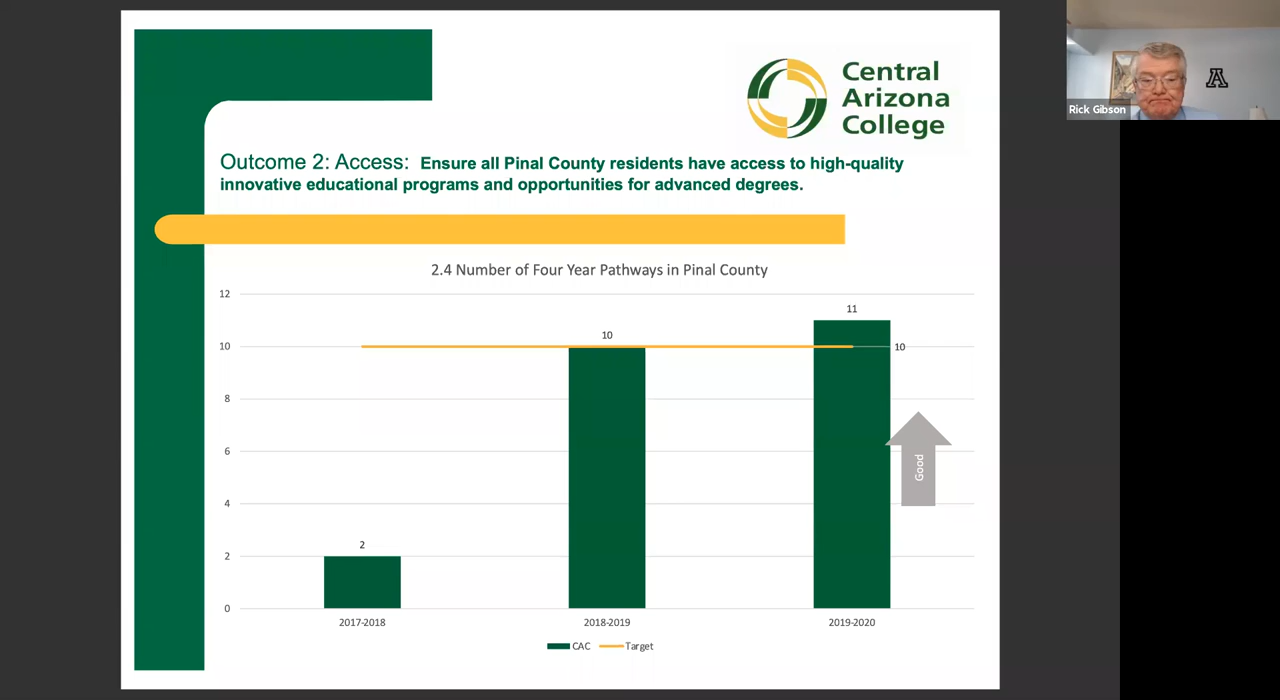 Central
Arizona
College
Rick Gibson
A
Outcome 2: Access: Ensure all Pinal County residents have access to high-quality
innovative educational programs and opportunities for advanced degrees.
2.4 Number of Four Year Pathways in Pinal County
12
10
8
6
4
2
0
2
10
11
10
Good
2017-2018
2018-2019
2019-2020
CAC
Target